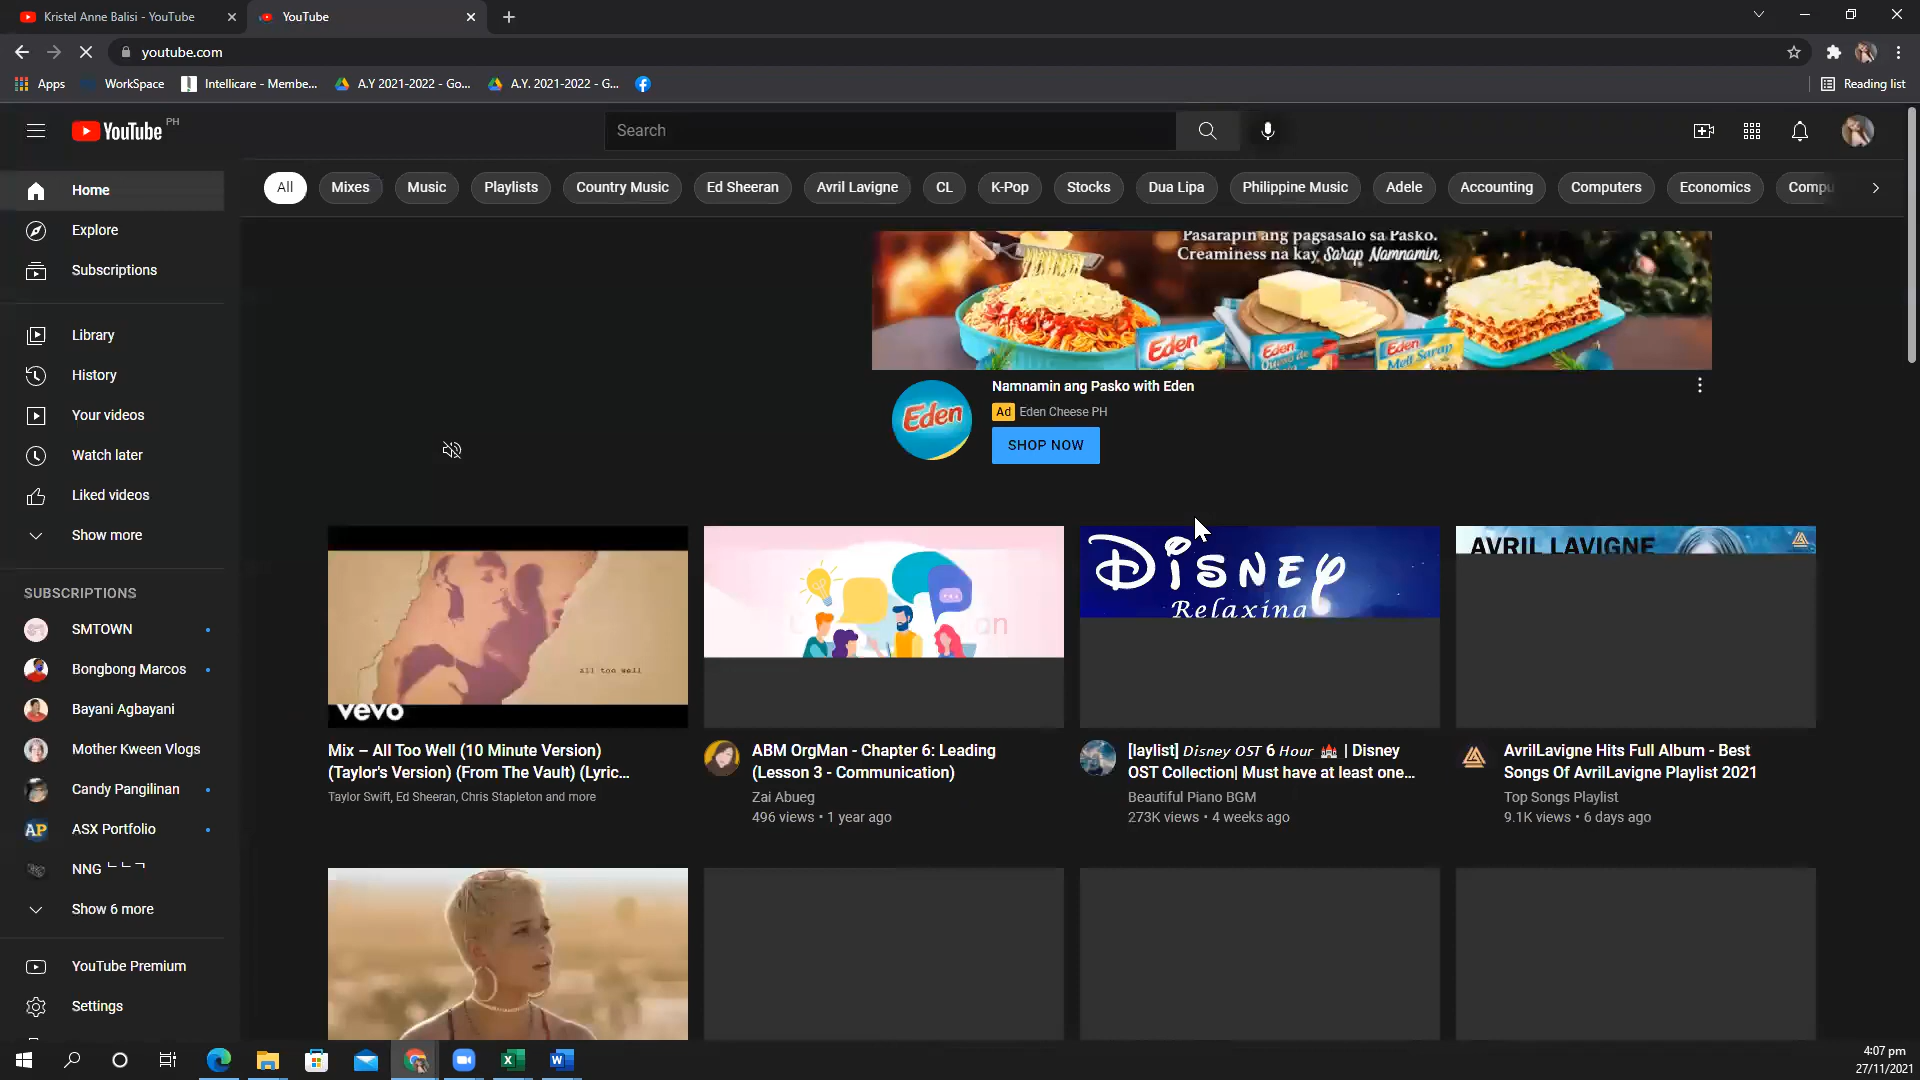 Kristel Anne Balisi - YouTube
YouTube
youtube.com
Apps
WorkSpace
Intellicare - Membe...
A.Y 2021-2022 - Go...
A.Y. 2021-2022 - G...
Reading list
YouTube PH
Search
Home
Explore
Subscriptions
Library
History
Your videos
Watch later
Liked videos
Show more
SUBSCRIPTIONS
SMTOWN
Bongbong Marcos
Bayani Agbayani
Mother Kween Vlogs
Candy Pangilinan
AP
ASX Portfolio
NNG ㄴㄴㄱ
Show 6 more
YouTube Premium
Settings
All
Mixes
Music
Playlists
Country Music
Ed Sheeran
Avril Lavigne
CL
K-Pop
Stocks
Dua Lipa
Philippine Music
Adele
Accounting
Computers
Economics
Compu
Pasarapin ang pagsasalo sa Pasko.
Creaminess na kay Sarap Namnamin.
Eden
Eden
Eden
Melt Sarap
Eden
Namnamin ang Pasko with Eden
Ad Eden Cheese PH
SHOP NOW
all too well
vevo
Mix – All Too Well (10 Minute Version)
(Taylor's Version) (From The Vault) (Lyric...
Taylor Swift, Ed Sheeran, Chris Stapleton and more
ABM OrgMan - Chapter 6: Leading
(Lesson 3 - Communication)
Zai Abueg
496 views • 1 year ago
Disney
Relaxing
[laylist] 𝘋𝘪𝘴𝘯𝘦𝘺 𝘖𝘚𝘛 6 𝘏𝘰𝘶𝘳 🏰 | Disney
OST Collection| Must have at least one...
Beautiful Piano BGM
273K views • 4 weeks ago
AVRIL LAVIGNE
AvrilLavigne Hits Full Album - Best
Songs Of AvrilLavigne Playlist 2021
Top Songs Playlist
9.1K views • 6 days ago
4:07 pm
27/11/2021